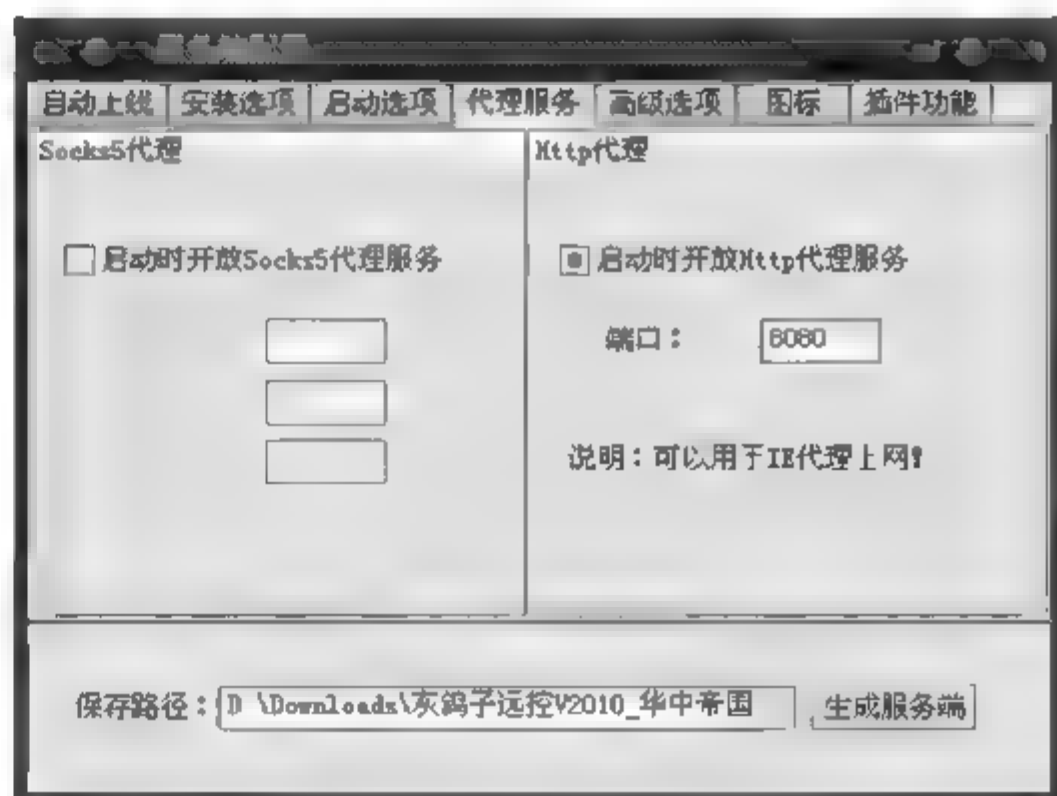 自动上线 安装选项 启动选项 代理服务 高级选项 图标 插件功能
Socks5代理 Http代理
启动时开放Socks5代理服务 启动时开放Http代理服务
端口： 8080
说明：可以用于IE代理上网！
保存路径： D \Downloads\灰鸽子远控V2010_华中帝国 生成服务端